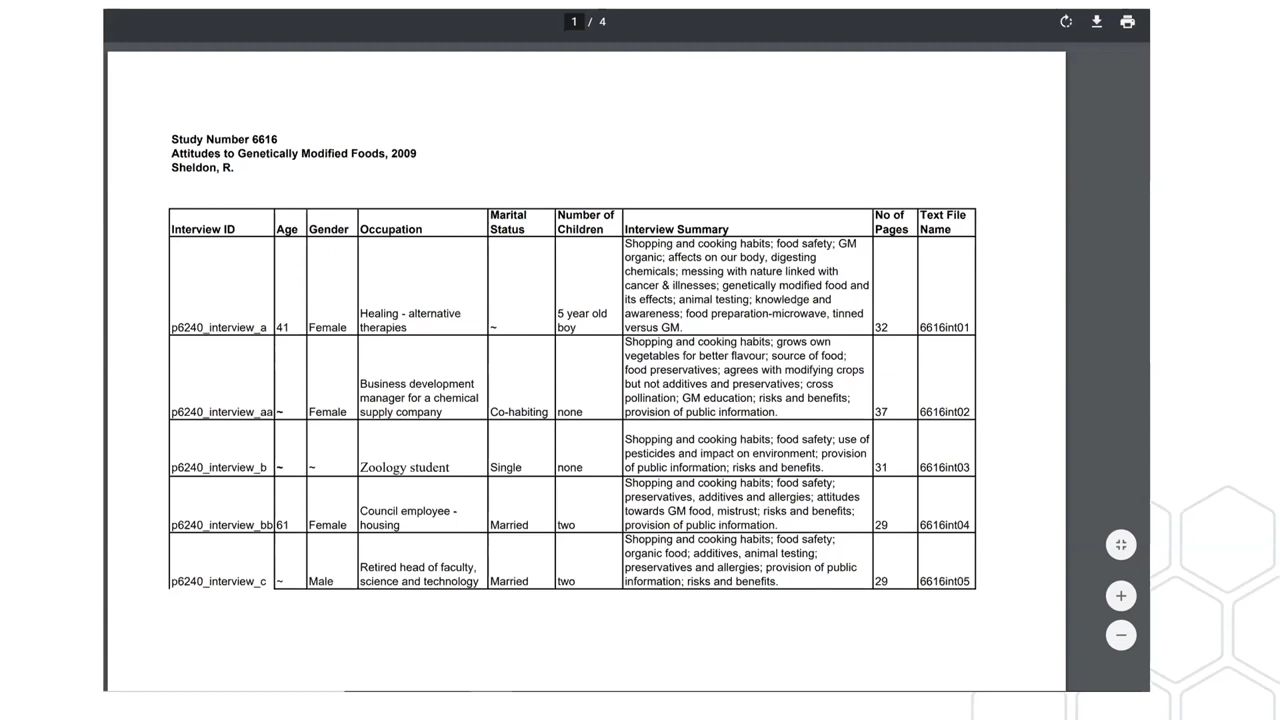 1 / 4
Study Number 6616
Attitudes to Genetically Modified Foods, 2009
Sheldon, R.
Interview ID Age Gender Occupation Marital Status Number of Children Interview Summary No of Pages Text File Name
p6240_interview_a 41 Female Healing - alternative therapies ~ 5 year old boy Shopping and cooking habits; food safety; GM organic; affects on our body, digesting chemicals; messing with nature linked with cancer & illnesses; genetically modified food and its effects; animal testing; knowledge and awareness; food preparation-microwave, tinned versus GM. 32 6616int01
p6240_interview_aa ~ Female Business development manager for a chemical supply company Co-habiting none Shopping and cooking habits; grows own vegetables for better flavour; source of food; food preservatives; agrees with modifying crops but not additives and preservatives; cross pollination; GM education; risks and benefits; provision of public information. 37 6616int02
p6240_interview_b ~ ~ Zoology student Single none Shopping and cooking habits; food safety; use of pesticides and impact on environment; provision of public information; risks and benefits. 31 6616int03
p6240_interview_bb 61 Female Council employee - housing Married two Shopping and cooking habits; food safety; preservatives, additives and allergies; attitudes towards GM food, mistrust; risks and benefits; provision of public information. 29 6616int04
p6240_interview_c ~ Male Retired head of faculty, science and technology Married two Shopping and cooking habits; food safety; organic food; additives, animal testing; preservatives and allergies; provision of public information; risks and benefits. 29 6616int05